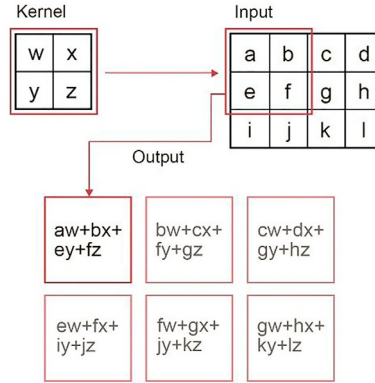 Kernel
Input
w x
y z
a b c d
e f g h
i j k l
Output
aw+bx+
ey+fz
bw+cx+
fy+gz
cw+dx+
gy+hz
ew+fx+
iy+jz
fw+gx+
jy+kz
gw+hx+
ky+lz